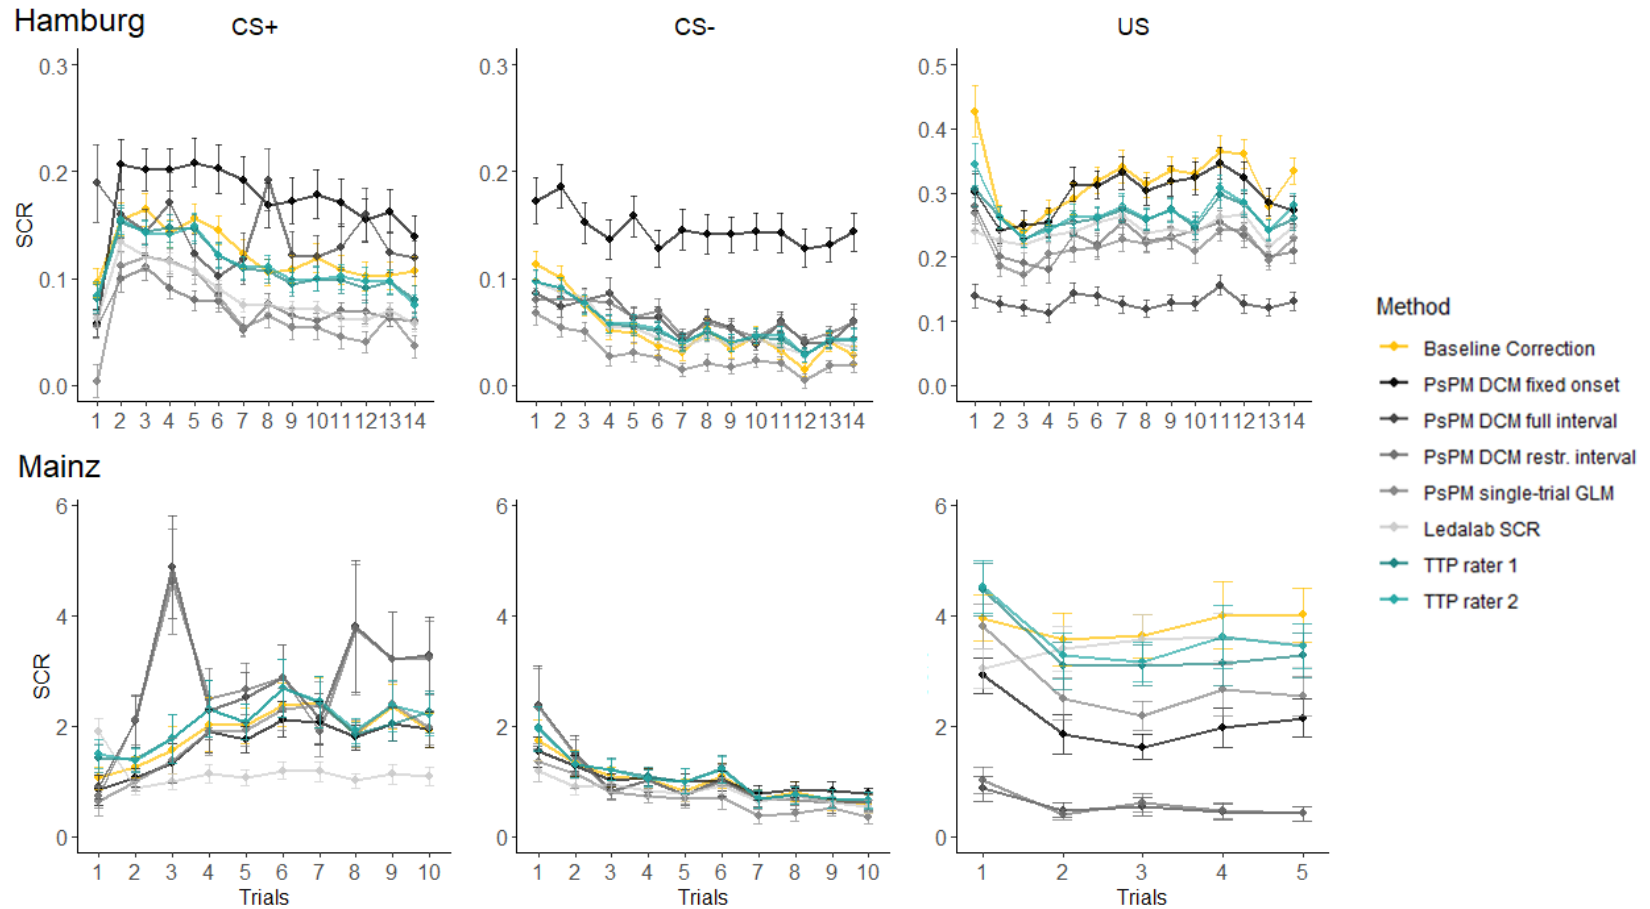 Hamburg
CS+
CS-
US
0.3
0.2
0.1
0.0
SCR
1 2 3 4 5 6 7 8 9 10 11 12 13 14
0.3
0.2
0.1
0.0
1 2 3 4 5 6 7 8 9 10 11 12 13 14
0.5
0.4
0.3
0.2
0.1
0.0
1 2 3 4 5 6 7 8 9 10 11 12 13 14
Method
Baseline Correction
PsPM DCM fixed onset
PsPM DCM full interval
PsPM DCM restr. interval
PsPM single-trial GLM
Ledalab SCR
TTP rater 1
TTP rater 2
Mainz
6
4
2
0
SCR
1 2 3 4 5 6 7 8 9 10
Trials
6
4
2
0
1 2 3 4 5 6 7 8 9 10
Trials
6
4
2
0
1 2 3 4 5
Trials